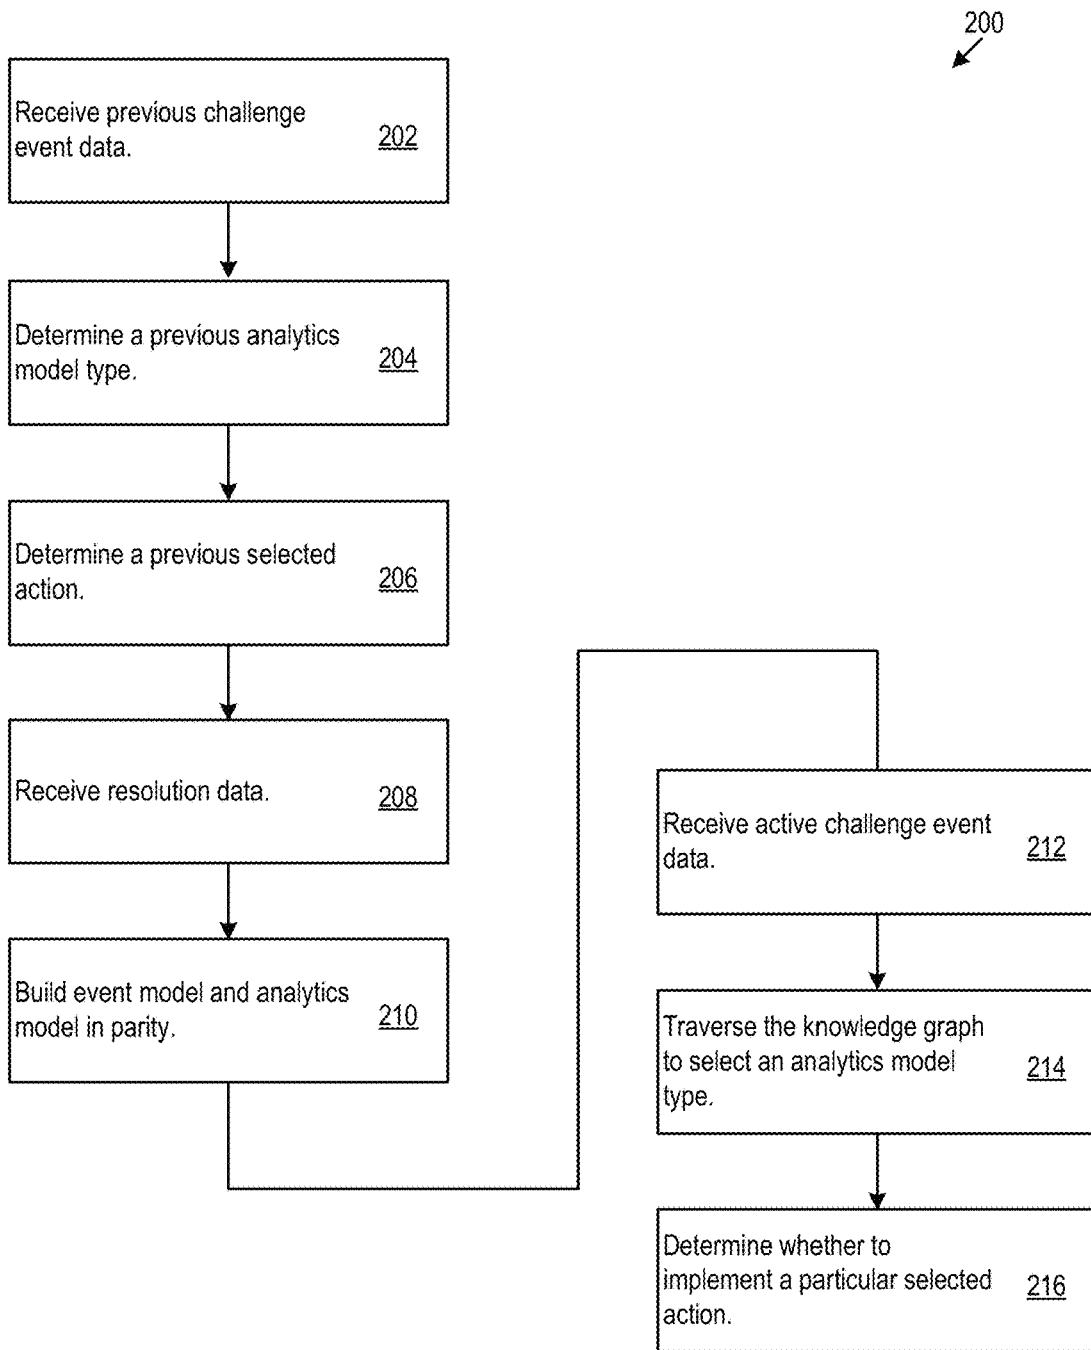 200
Receive previous challenge
event data.
202
Determine a previous analytics
model type.
204
Determine a previous selected
action.
206
Receive resolution data.
208
Build event model and analytics
model in parity.
210
Receive active challenge event
data.
212
Traverse the knowledge graph
to select an analytics model
type.
214
Determine whether to
implement a particular selected
action.
216